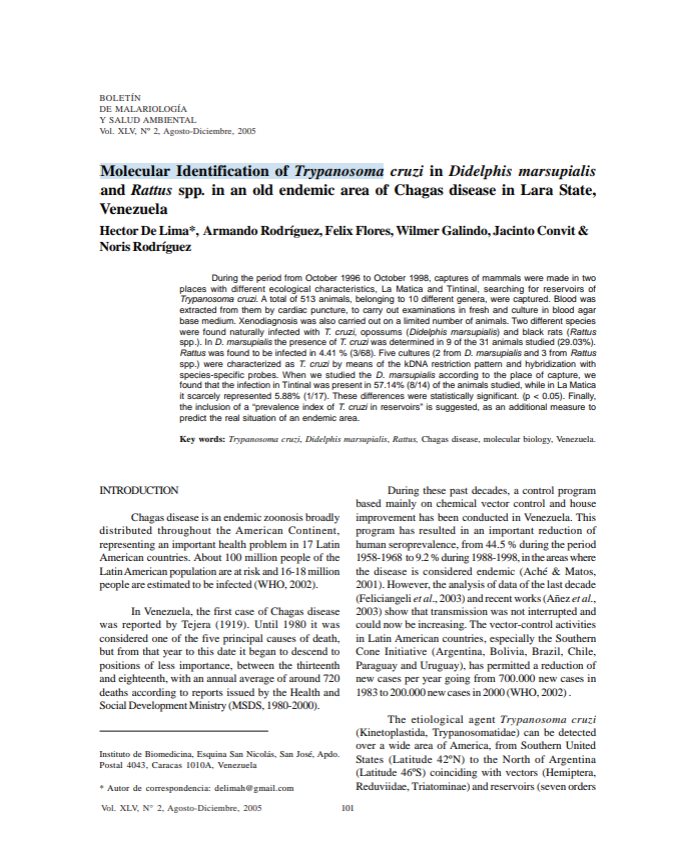 BOLETÍN
DE MALARIOLOGÍA
Y SALUD AMBIENTAL
Vol. XLV, Nº 2, Agosto-Diciembre, 2005
Molecular Identification of Trypanosoma cruzi in Didelphis marsupialis
and Rattus spp. in an old endemic area of Chagas disease in Lara State,
Venezuela
Hector De Lima*, Armando Rodríguez, Felix Flores, Wilmer Galindo, Jacinto Convit &
Noris Rodríguez
During the period from October 1996 to October 1998, captures of mammals were made in two
places with different ecological characteristics, La Matica and Tintinal, searching for reservoirs of
Trypanosoma cruzi. A total of 513 animals, belonging to 10 different genera, were captured. Blood was
extracted from them by cardiac puncture, to carry out examinations in fresh and culture in blood agar
base medium. Xenodiagnosis was also carried out on a limited number of animals. Two different species
were found naturally infected with T. cruzi, opossums (Didelphis marsupialis) and black rats (Rattus
spp.). In D. marsupialis the presence of T. cruzi was determined in 9 of the 31 animals studied (29.03%).
Rattus was found to be infected in 4.41 % (3/68). Five cultures (2 from D. marsupialis and 3 from Rattus
spp.) were characterized as T. cruzi by means of the kDNA restriction pattern and hybridization with
species-specific probes. When we studied the D. marsupialis according to the place of capture, we
found that the infection in Tintinal was present in 57.14% (8/14) of the animals studied, while in La Matica
it scarcely represented 5.88% (1/17). These differences were statistically significant. (p < 0.05). Finally,
the inclusion of a “prevalence index of T. cruzi in reservoirs” is suggested, as an additional measure to
predict the real situation of an endemic area.
Key words: Trypanosoma cruzi, Didelphis marsupialis, Rattus, Chagas disease, molecular biology, Venezuela.
INTRODUCTION
Chagas disease is an endemic zoonosis broadly
distributed throughout the American Continent,
representing an important health problem in 17 Latin
American countries. About 100 million people of the
Latin American population are at risk and 16-18 million
people are estimated to be infected (WHO, 2002).
In Venezuela, the first case of Chagas disease
was reported by Tejera (1919). Until 1980 it was
considered one of the five principal causes of death,
but from that year to this date it began to descend to
positions of less importance, between the thirteenth
and eighteenth, with an annual average of around 720
deaths according to reports issued by the Health and
Social Development Ministry (MSDS, 1980-2000).
Instituto de Biomedicina, Esquina San Nicolás, San José, Apdo.
Postal 4043, Caracas 1010A, Venezuela
* Autor de correspondencia: delimah@gmail.com
During these past decades, a control program
based mainly on chemical vector control and house
improvement has been conducted in Venezuela. This
program has resulted in an important reduction of
human seroprevalence, from 44.5 % during the period
1958-1968 to 9.2 % during 1988-1998, in the areas where
the disease is considered endemic (Aché & Matos,
2001). However, the analysis of data of the last decade
(Feliciangeli et al., 2003) and recent works (Añez et al.,
2003) show that transmission was not interrupted and
could now be increasing. The vector-control activities
in Latin American countries, especially the Southern
Cone Initiative (Argentina, Bolivia, Brazil, Chile,
Paraguay and Uruguay), has permitted a reduction of
new cases per year going from 700.000 new cases in
1983 to 200.000 new cases in 2000 (WHO, 2002) .
The etiological agent Trypanosoma cruzi
(Kinetoplastida, Trypanosomatidae) can be detected
over a wide area of America, from Southern United
States (Latitude 42ºN) to the North of Argentina
(Latitude 46ºS) coinciding with vectors (Hemiptera,
Reduviidae, Triatominae) and reservoirs (seven orders
Vol. XLV, N° 2, Agosto-Diciembre, 2005
101